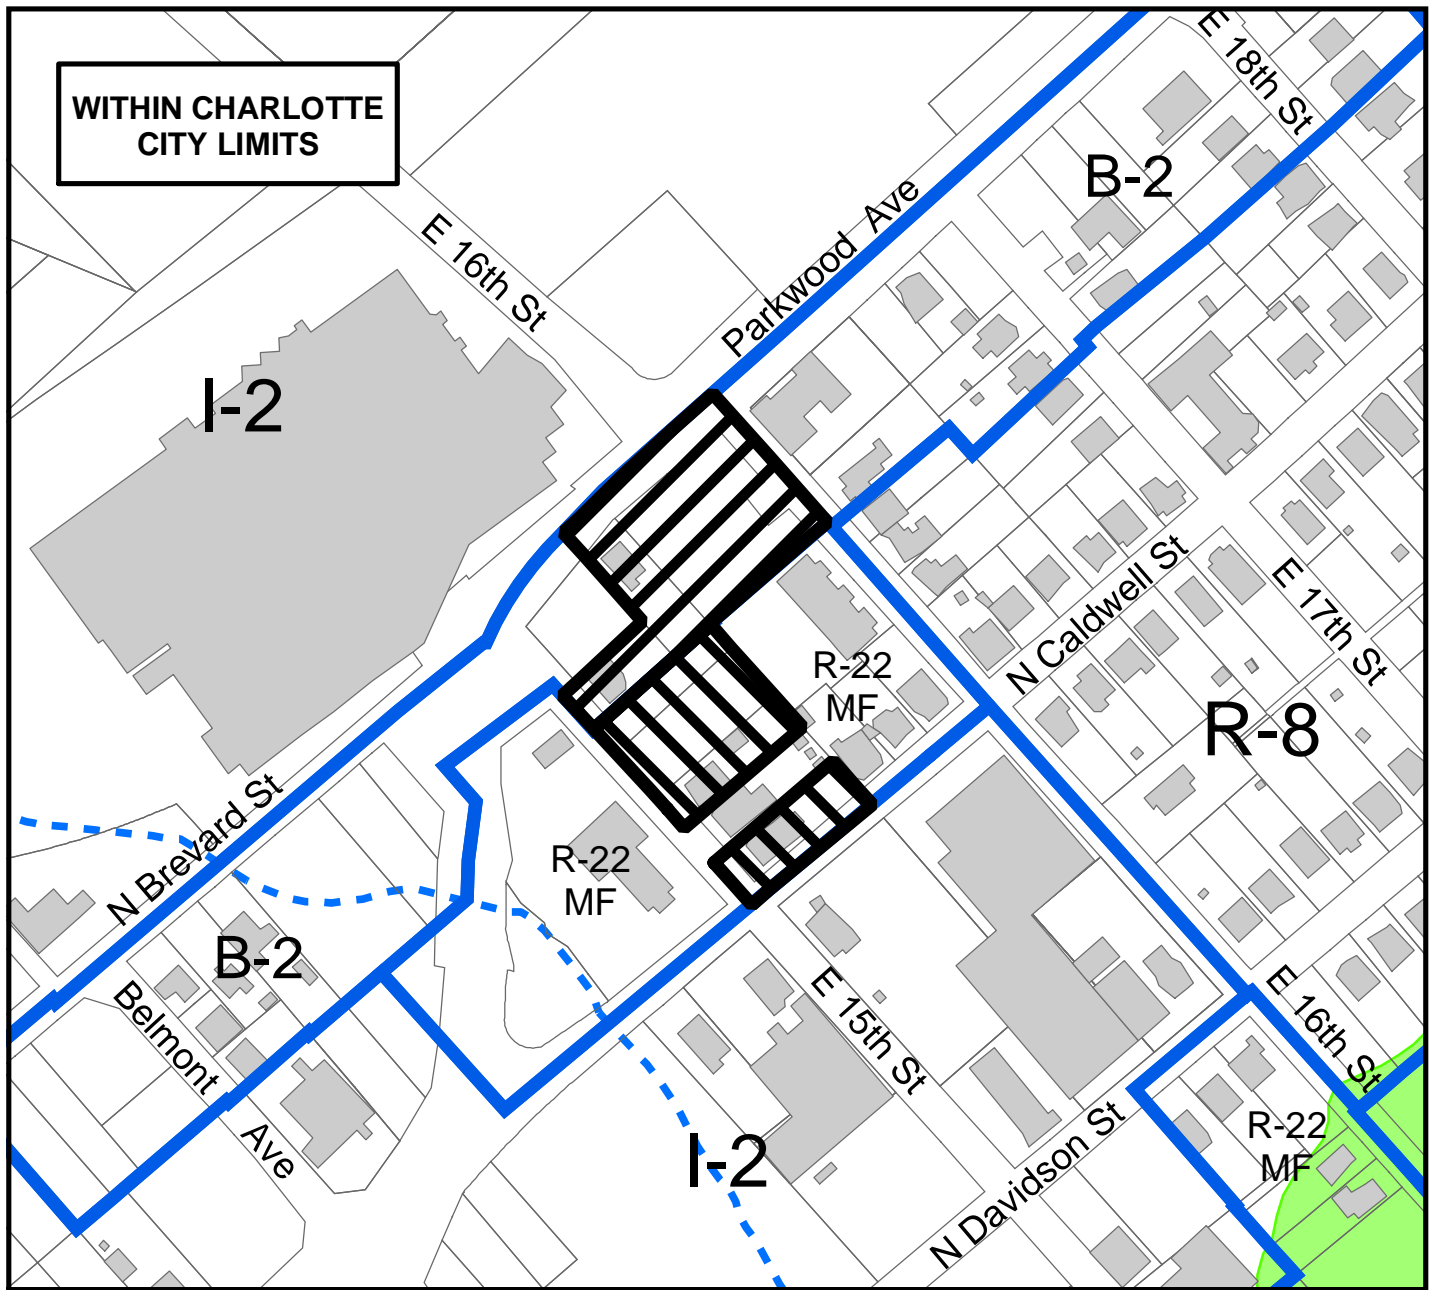 WITHIN CHARLOTTE
CITY LIMITS
E 18th St
B-2
E 16th St
Parkwood Ave
I-2
N Caldwell St
E 17th St
R-22
MF
R-8
N Brevard St
R-22
MF
B-2
Belmont
Ave
E 15th St
E 16th St
I-2
N Davidson St
R-22
MF